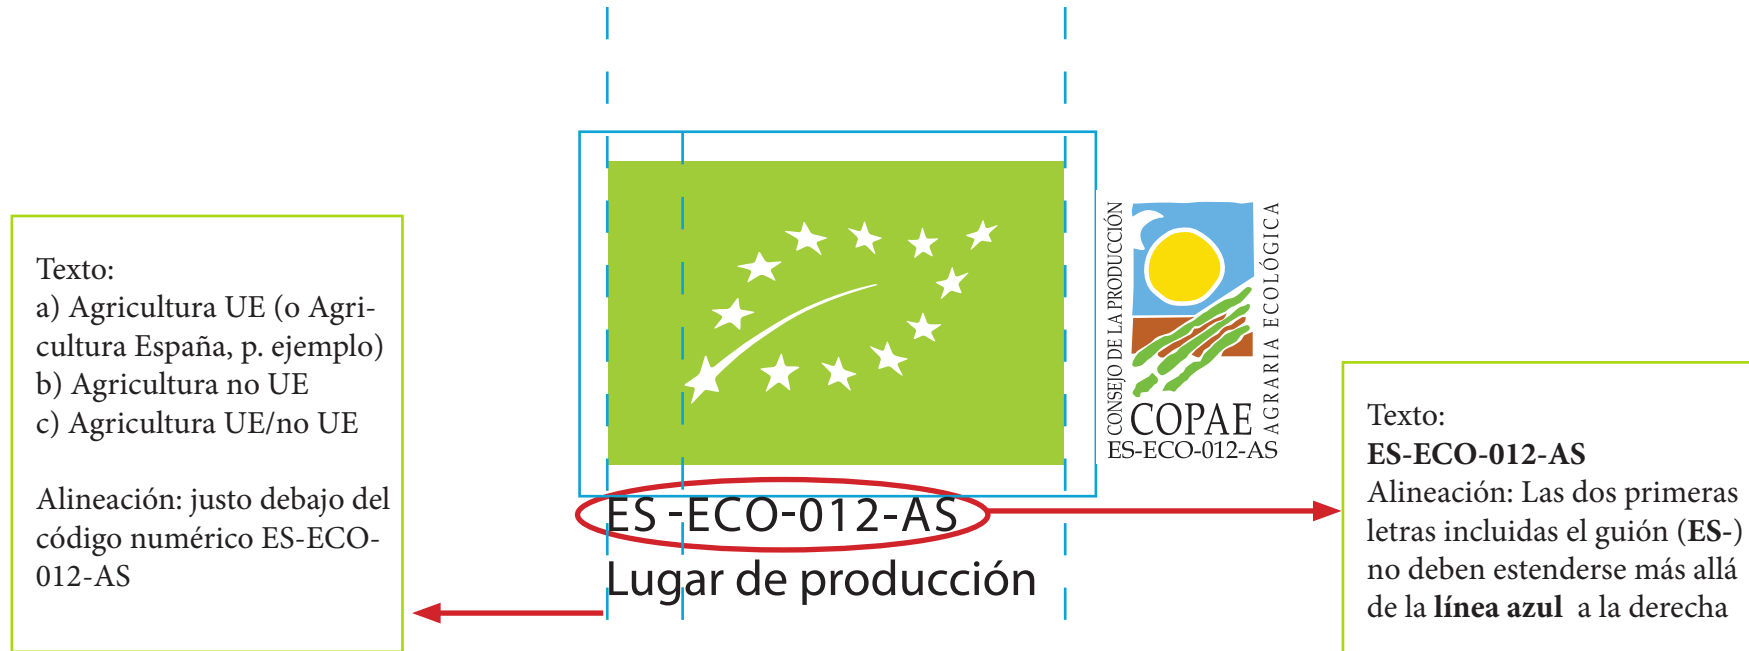 Texto:
a) Agricultura UE (o Agri-
cultura España, p. ejemplo)
b) Agricultura no UE
c) Agricultura UE/no UE
Alineación: justo debajo del
código numérico ES-ECO-
012-AS
ES-ECO-012-AS
Lugar de producción
CONSEJO DE LA PRODUCCIÓN
AGRARIA ECOLÓGICA
COPAE
ES-ECO-012-AS
Texto:
ES-ECO-012-AS
Alineación: Las dos primeras
letras incluidas el guión (ES-)
no deben estenderse más allá
de la línea azul a la derecha